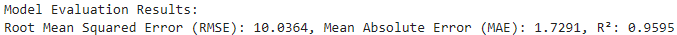 Model Evaluation Results:
Root Mean Squared Error (RMSE): 10.0364, Mean Absolute Error (MAE): 1.7291, R²: 0.9595